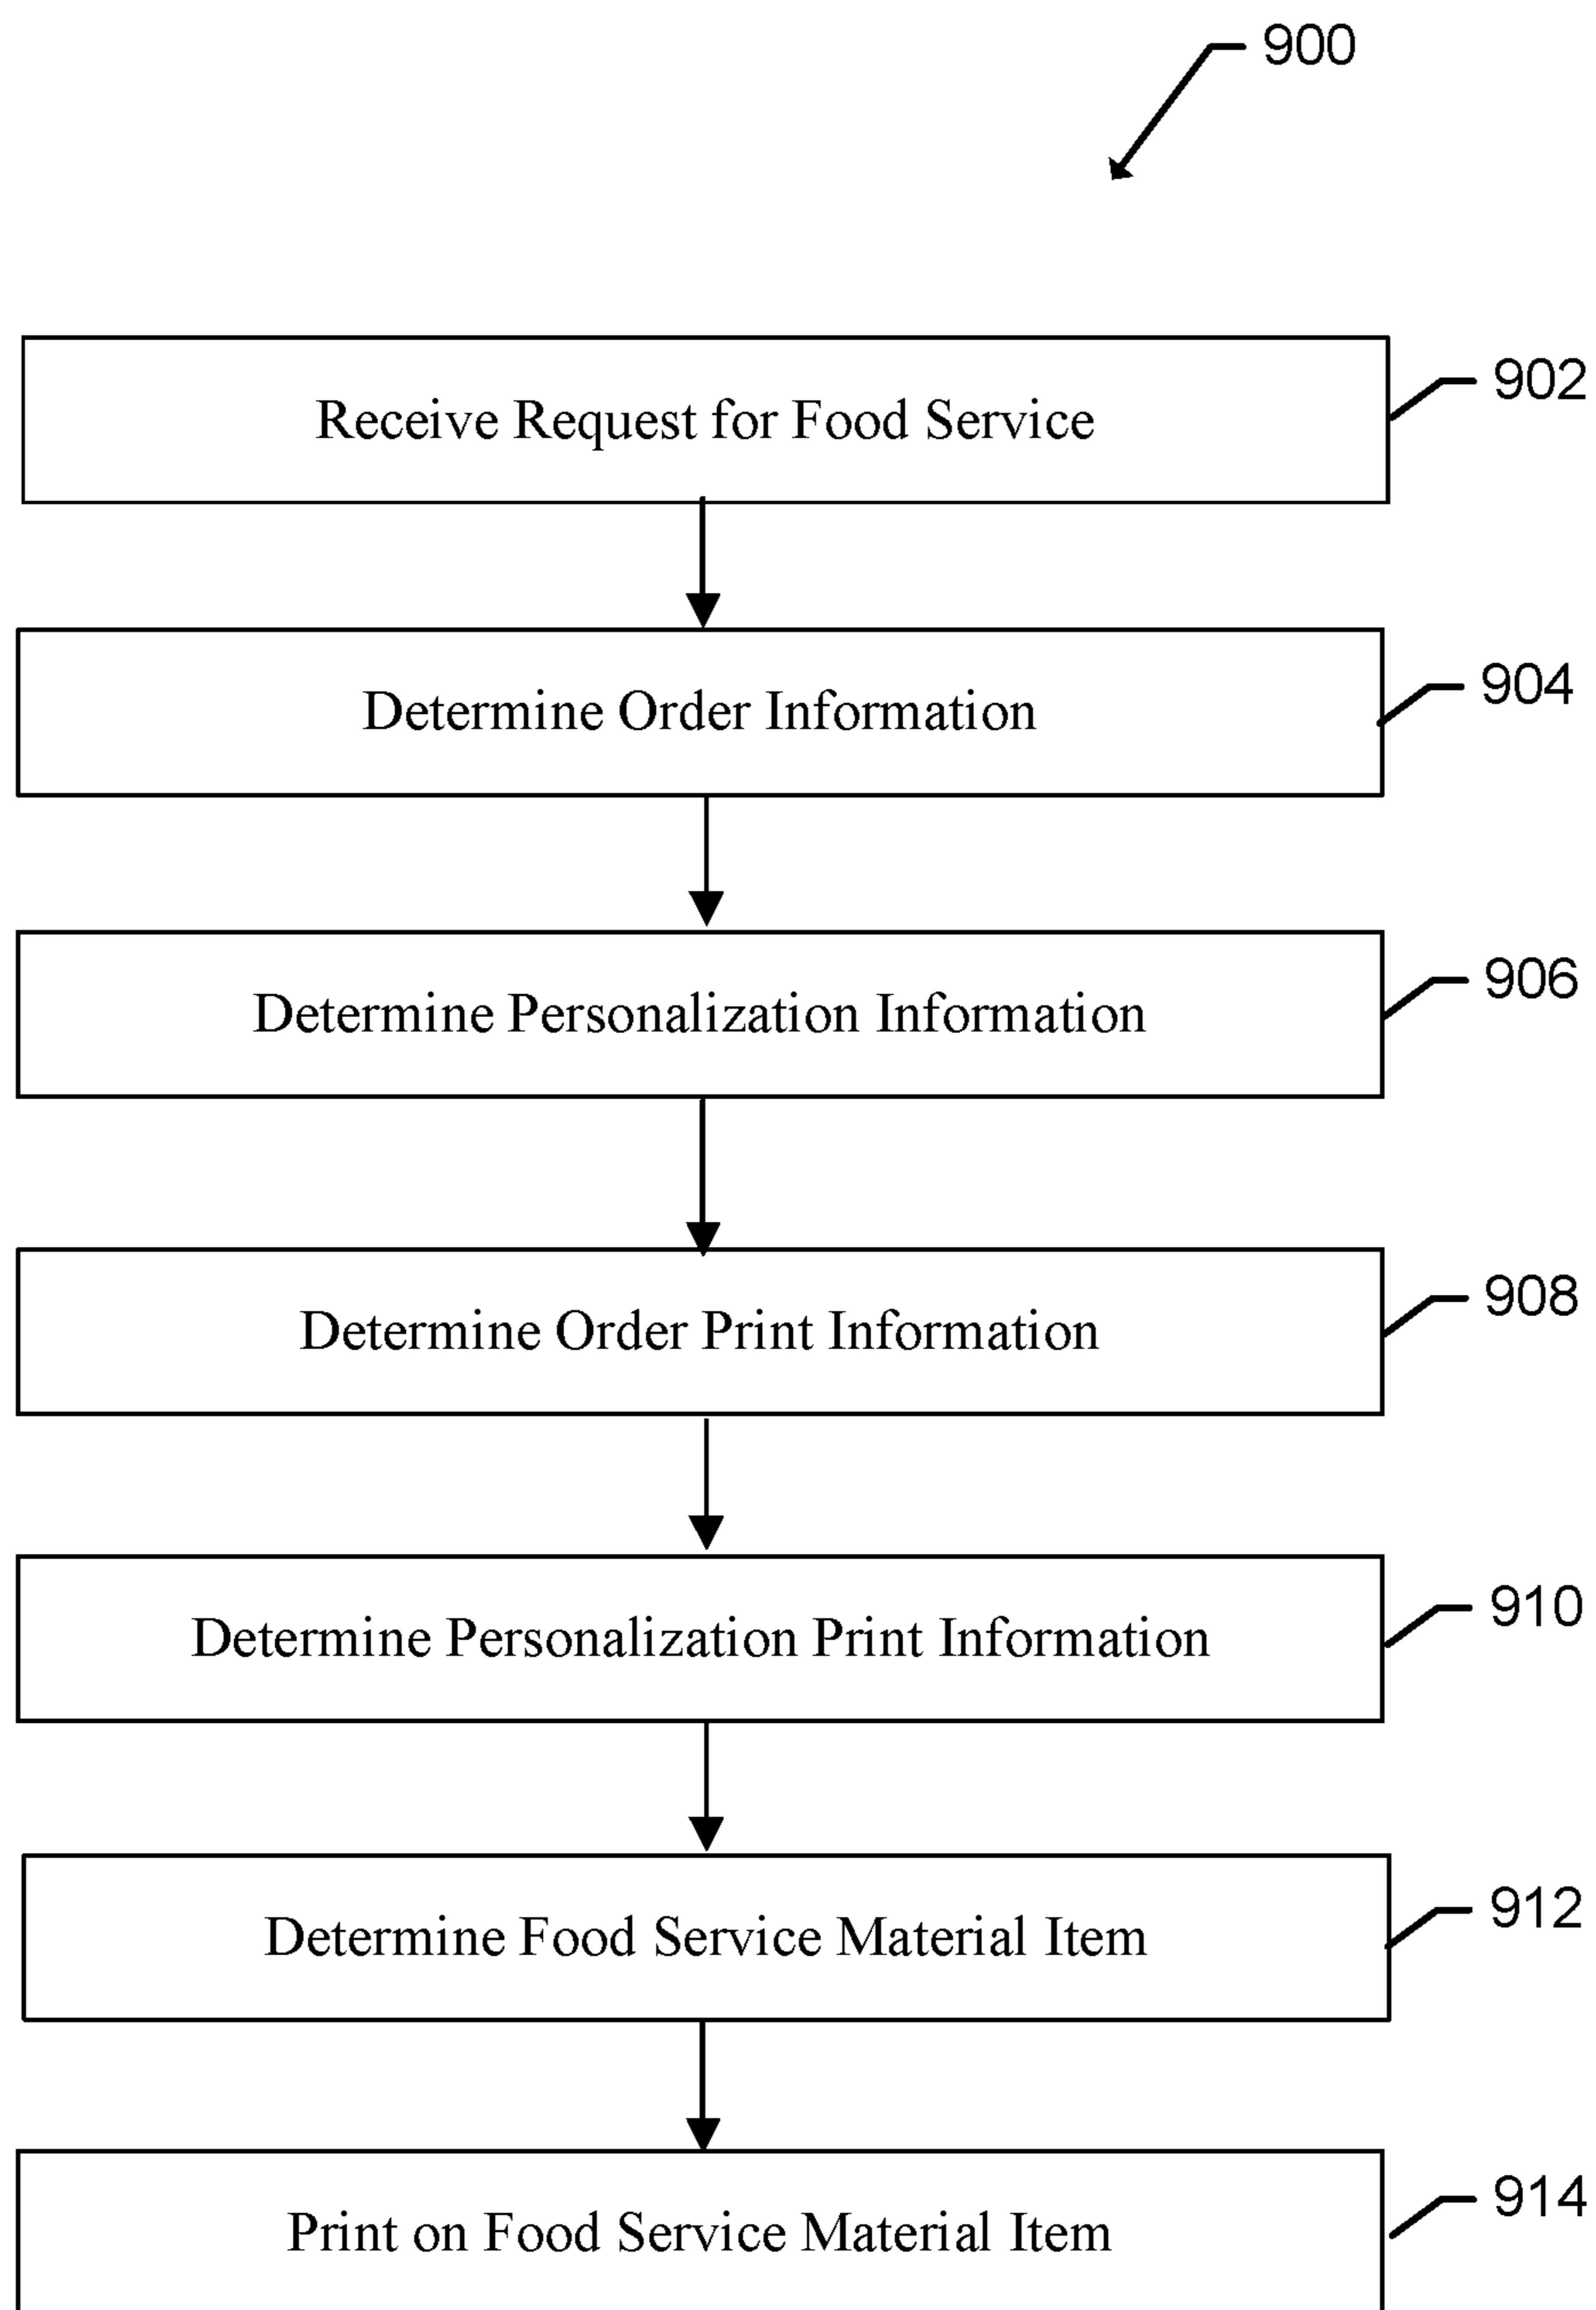 900
Receive Request for Food Service
902
Determine Order Information
904
Determine Personalization Information
906
Determine Order Print Information
908
Determine Personalization Print Information
910
Determine Food Service Material Item
912
Print on Food Service Material Item
914